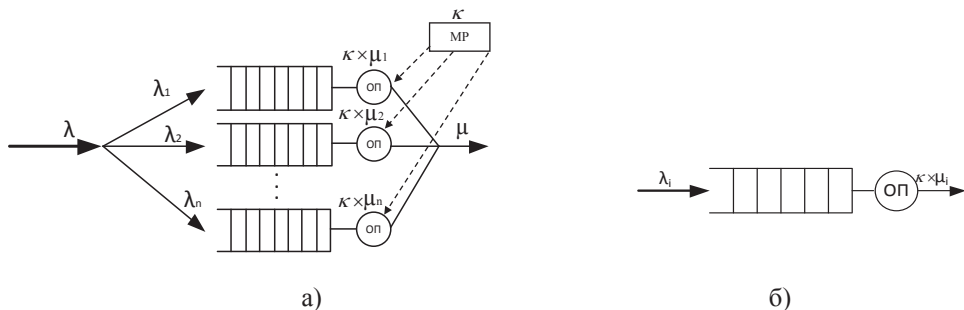 κ
МР
κ×μ1
λ1
ОП
λ
κ×μ2
λ2
ОП
μ
λn
κ×μn
ОП
λi
ОП
κ×μi
а)
б)